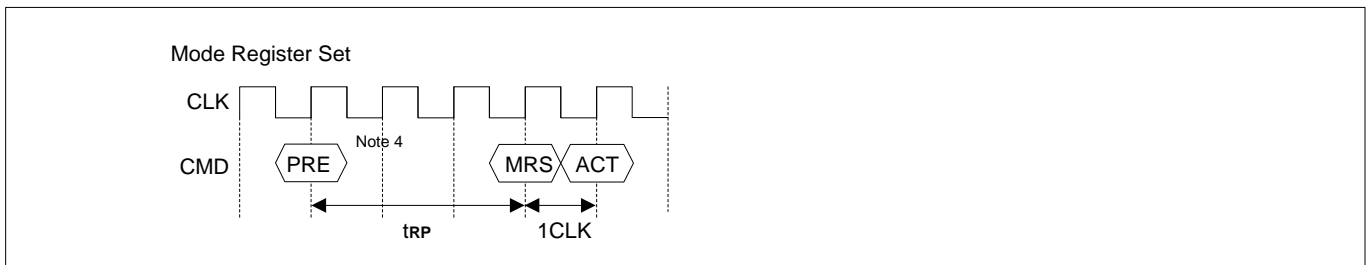 Mode Register Set
CLK
Note 4
CMD PRE MRS ACT
tRP 1CLK